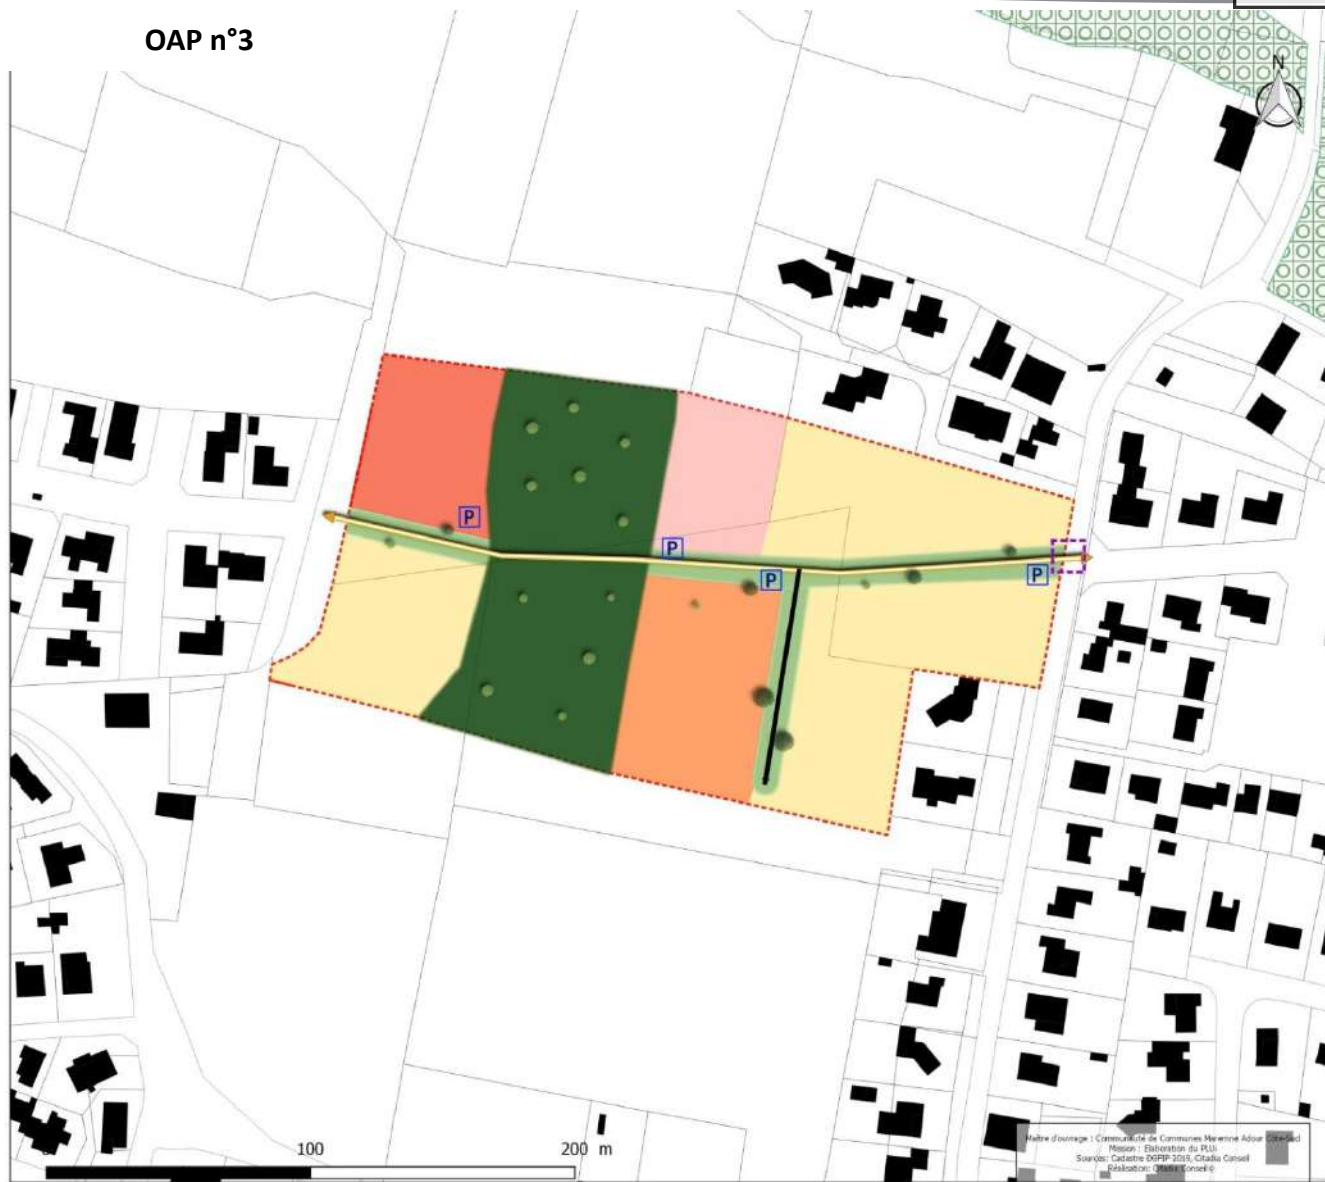 OAP n°3
N
P
P
P
P
100
200 m
Maître d'ouvrage : Communauté de Communes Maremne Adour Côte-Sud
Mission : Elaboration du PLUi
Sources: Cadastre DGFIP 2019, Citadia Conseil
Réalisation: Citadia Conseil ©